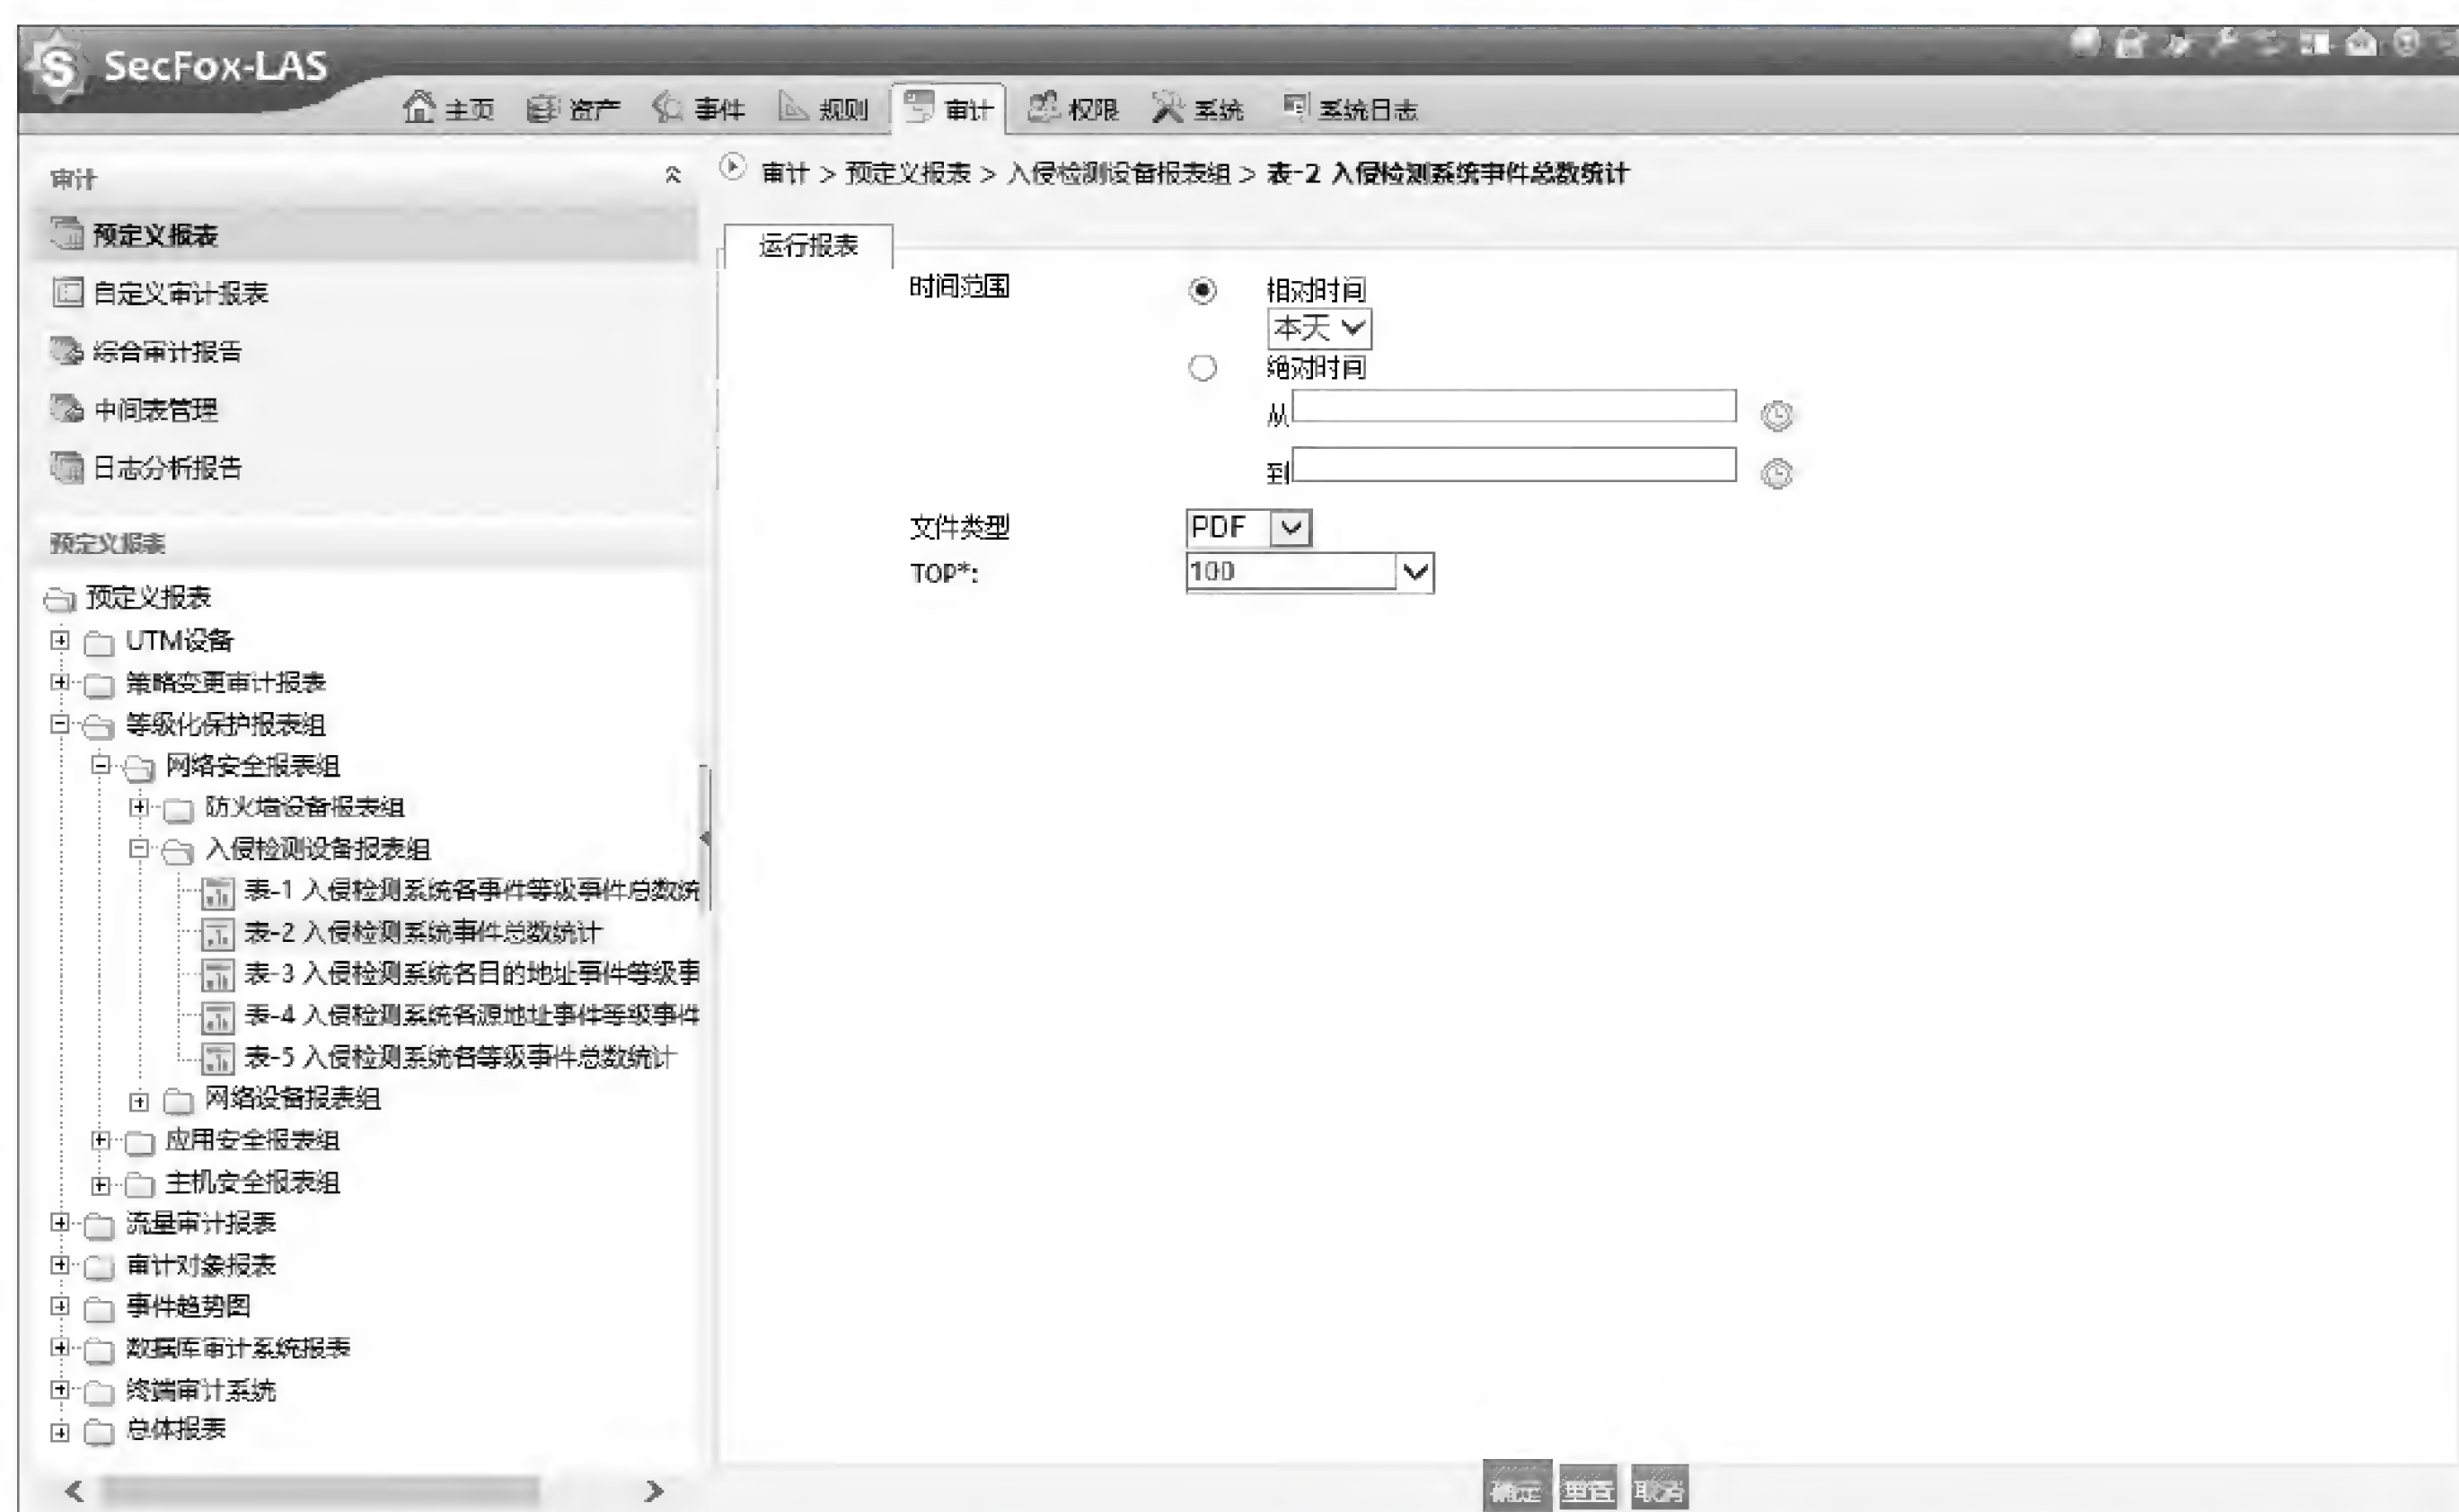 SecFox-LAS
主页 资产 事件 规则 审计 权限 系统 系统日志
审计
预定义报表
自定义审计报表
综合审计报告
中间表管理
日志分析报告
预定义报表
预定义报表
UTM设备
策略变更审计报表
等级化保护报表组
网络安全报表组
防火墙设备报表组
入侵检测设备报表组
表-1 入侵检测系统各事件等级事件总数统
表-2 入侵检测系统事件总数统计
表-3 入侵检测系统各目的地址事件等级事
表-4 入侵检测系统各源地址事件等级事件
表-5 入侵检测系统各等级事件总数统计
网络设备报表组
应用安全报表组
主机安全报表组
流量审计报表
审计对象报表
事件趋势图
数据库审计系统报表
终端审计系统
总体报表
审计 > 预定义报表 > 入侵检测设备报表组 > 表-2 入侵检测系统事件总数统计
运行报表
时间范围 相对时间
本天
绝对时间
从
到
文件类型 PDF
TOP*: 100
确定 重置 取消